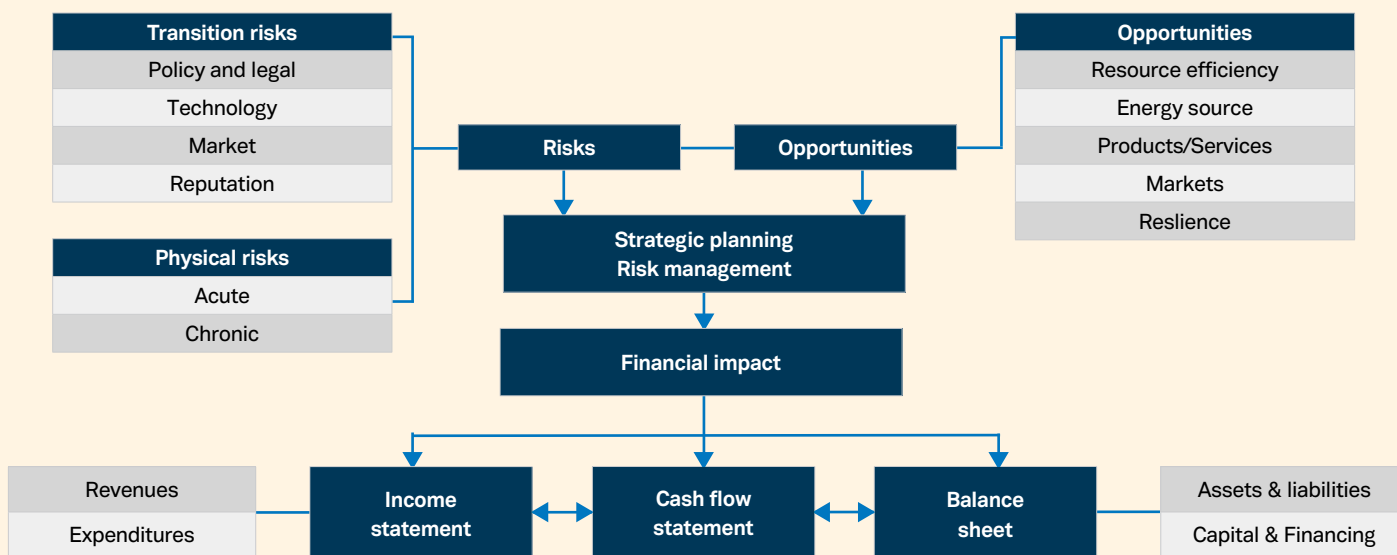 Transition risks
Policy and legal
Technology
Market
Reputation
Physical risks
Acute
Chronic
Risks
Opportunities
Opportunities
Resource efficiency
Energy source
Products/Services
Markets
Reslience
Strategic planning
Risk management
Financial impact
Revenues
Expenditures
Income
statement
Cash flow
statement
Balance
sheet
Assets & liabilities
Capital & Financing